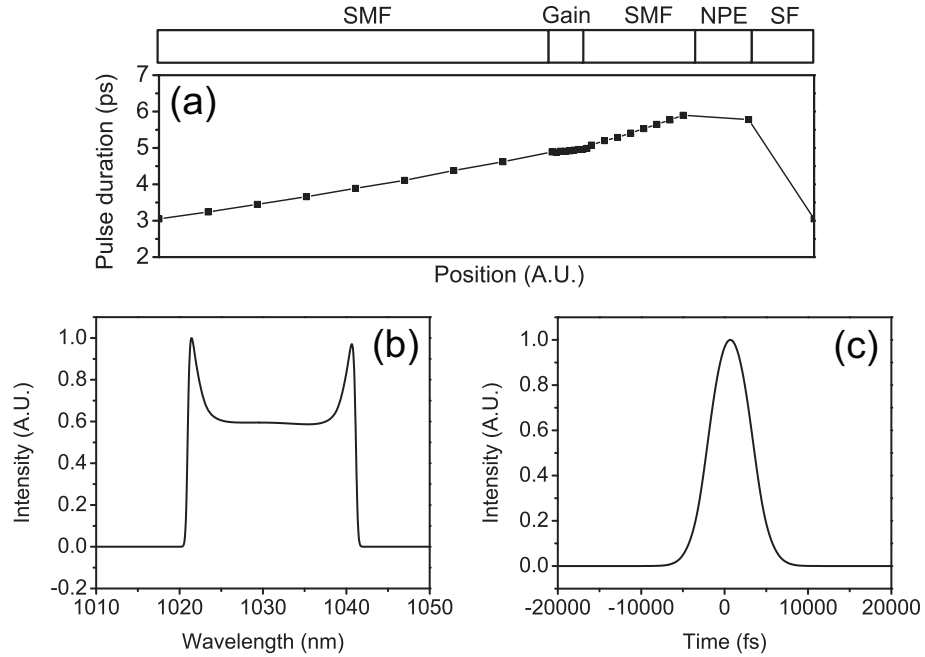 SMF Gain SMF NPE SF
7
6
5
4
3
2
Pulse duration (ps)
(a)
Position (A.U.)
1.0
0.8
0.6
0.4
0.2
0.0
-0.2
Intensity (A.U.)
(b)
1010 1020 1030 1040 1050
Wavelength (nm)
1.0
0.8
0.6
0.4
0.2
0.0
Intensity (A.U.)
(c)
-20000 -10000 0 10000 20000
Time (fs)